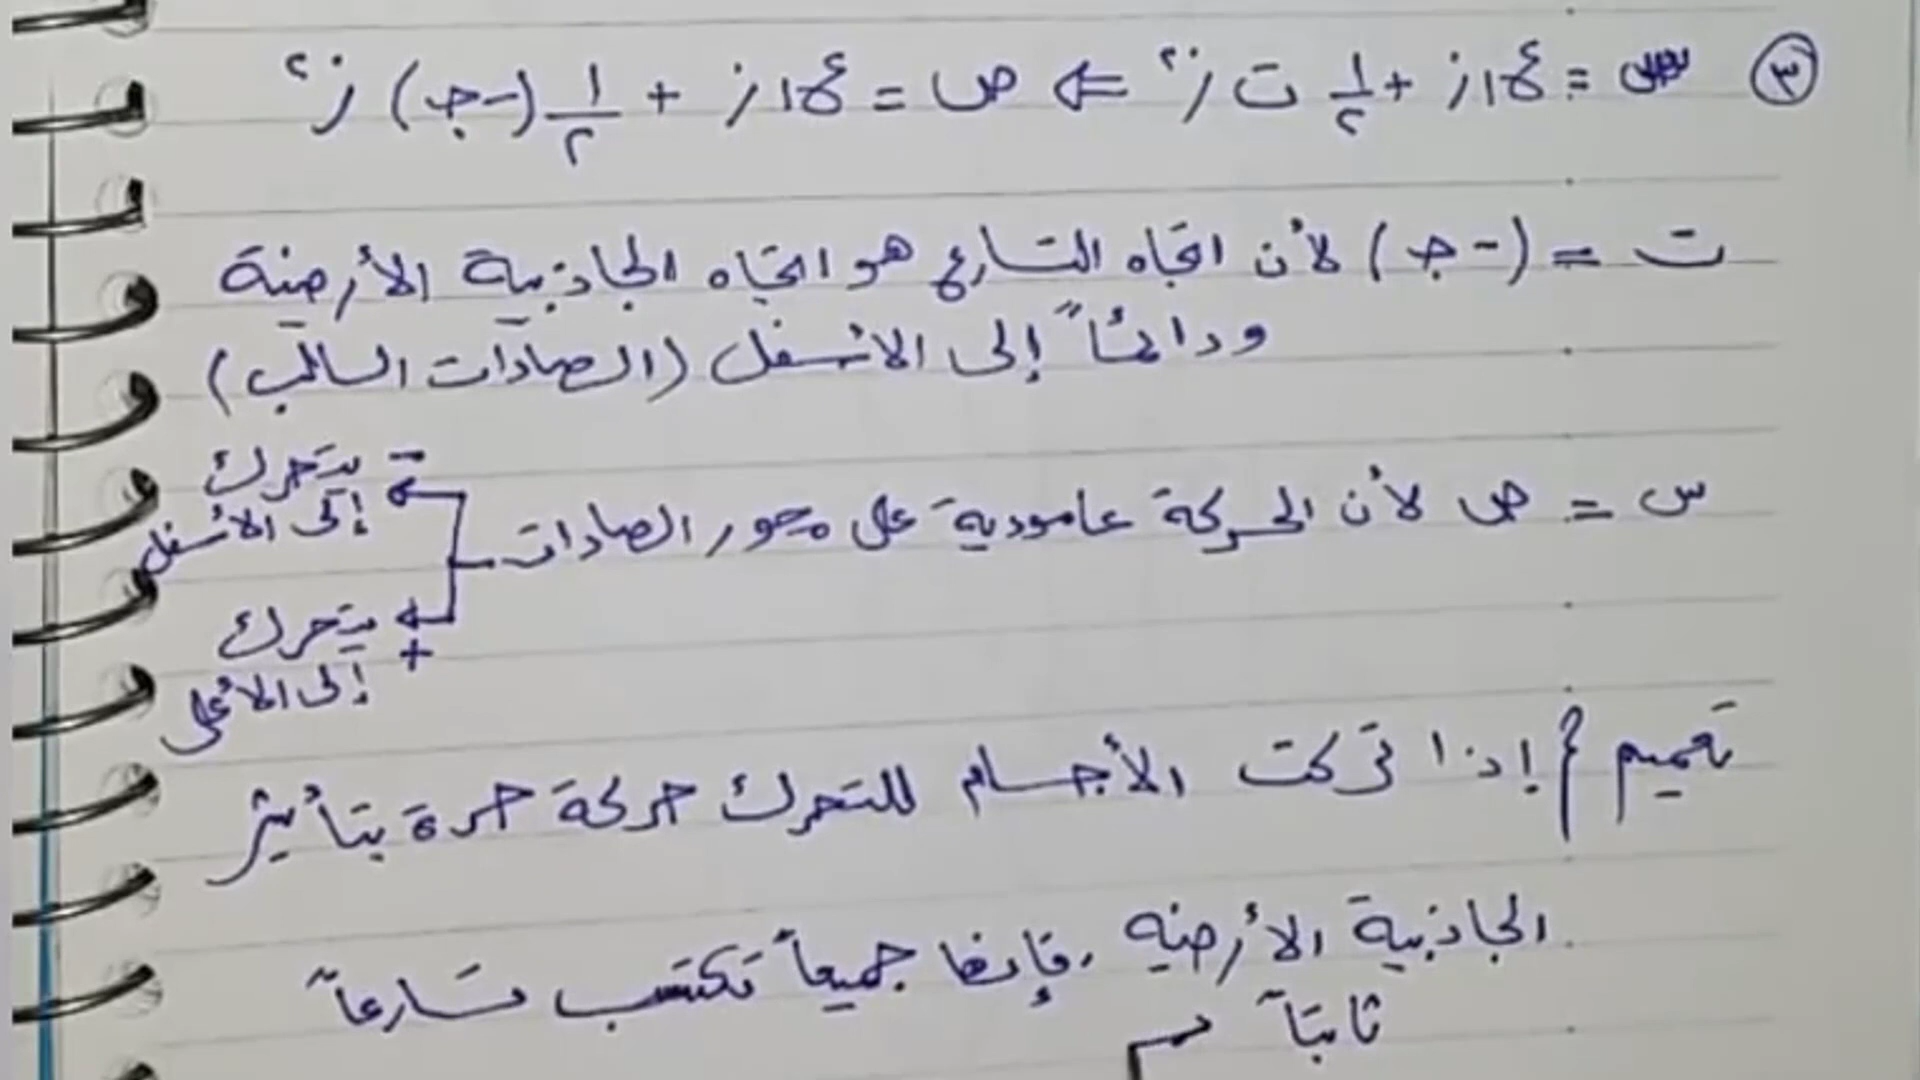 ٣ س = ع١ز + ١/٢ ت ز٢ ⇐ ص = ع١ز + ١/٢ (-جـ) ز٢
ت = (-جـ) لأن اتجاه التسارع هو اتجاه الجاذبية الأرضية
ودائماً إلى الأسفل (الصادات السالب)
س = ص لأن الحركة عامودية على محور الصادات
- يتحرك
إلى الأسفل
+ يتحرك
إلى الأعلى
تعميم } إذا تركت الأجسام للتحرك حركة حرة بتأثير
الجاذبية الأرضية ، فإنها جميعاً تكتسب تسارعاً
ثابتاً